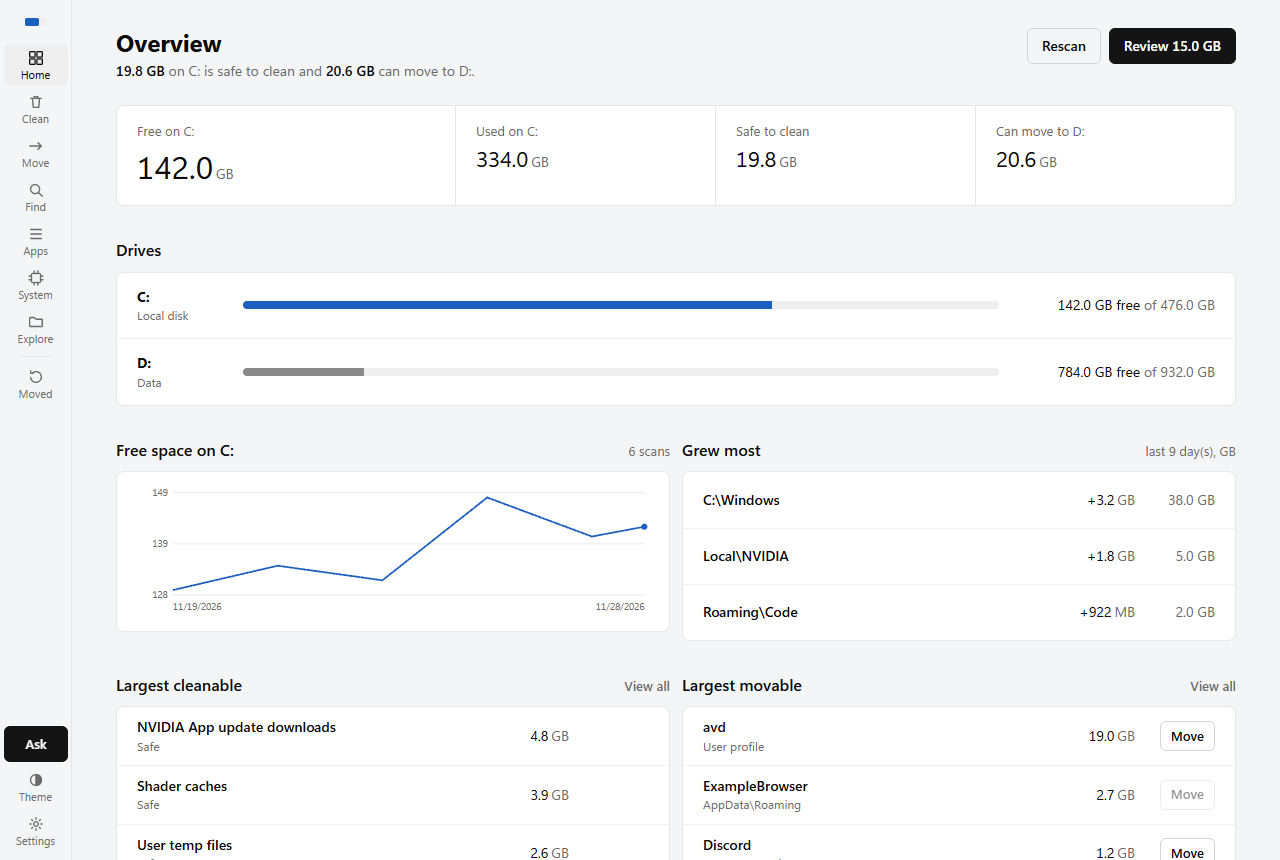 Home
Clean
Move
Find
Apps
System
Explore
Moved
Ask
Theme
Settings
Overview
19.8 GB on C: is safe to clean and 20.6 GB can move to D:.
Rescan
Review 15.0 GB
Free on C:
142.0 GB
Used on C:
334.0 GB
Safe to clean
19.8 GB
Can move to D:
20.6 GB
Drives
C:
Local disk
142.0 GB free of 476.0 GB
D:
Data
784.0 GB free of 932.0 GB
Free space on C:
6 scans
149
139
128
11/19/2026
11/28/2026
Grew most
last 9 day(s), GB
C:\Windows +3.2 GB 38.0 GB
Local\NVIDIA +1.8 GB 5.0 GB
Roaming\Code +922 MB 2.0 GB
Largest cleanable
View all
NVIDIA App update downloads
Safe
4.8 GB
Shader caches
Safe
3.9 GB
User temp files
2.6 GB
Largest movable
View all
avd
User profile
19.0 GB
Move
ExampleBrowser
AppData\Roaming
2.7 GB
Move
Discord
1.2 GB
Move